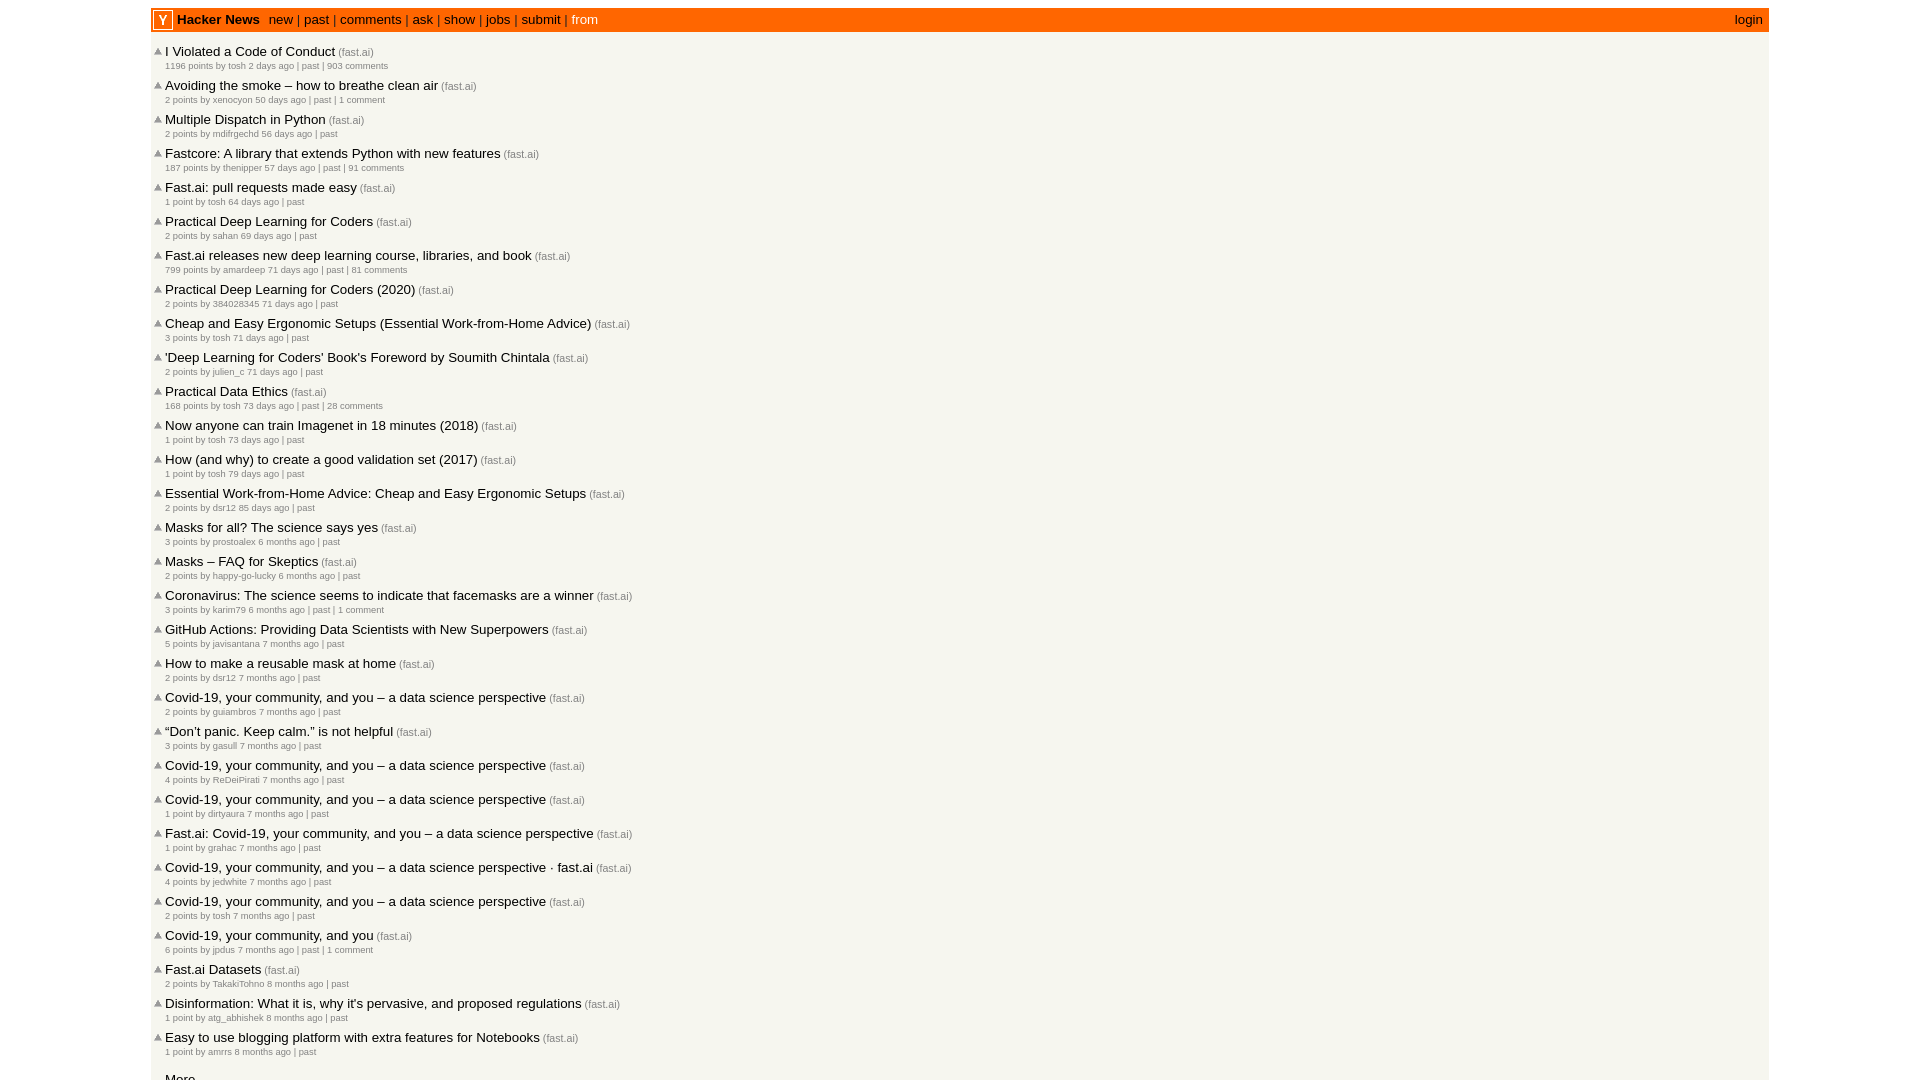 Y Hacker News new | past | comments | ask | show | jobs | submit | from login
I Violated a Code of Conduct (fast.ai)
1196 points by tosh 2 days ago | past | 903 comments
Avoiding the smoke – how to breathe clean air (fast.ai)
2 points by xenocyon 50 days ago | past | 1 comment
Multiple Dispatch in Python (fast.ai)
2 points by mdifrgechd 56 days ago | past
Fastcore: A library that extends Python with new features (fast.ai)
187 points by thenipper 57 days ago | past | 91 comments
Fast.ai: pull requests made easy (fast.ai)
1 point by tosh 64 days ago | past
Practical Deep Learning for Coders (fast.ai)
2 points by sahan 69 days ago | past
Fast.ai releases new deep learning course, libraries, and book (fast.ai)
799 points by amardeep 71 days ago | past | 81 comments
Practical Deep Learning for Coders (2020) (fast.ai)
2 points by 384028345 71 days ago | past
Cheap and Easy Ergonomic Setups (Essential Work-from-Home Advice) (fast.ai)
3 points by tosh 71 days ago | past
'Deep Learning for Coders' Book's Foreword by Soumith Chintala (fast.ai)
2 points by julien_c 71 days ago | past
Practical Data Ethics (fast.ai)
168 points by tosh 73 days ago | past | 28 comments
Now anyone can train Imagenet in 18 minutes (2018) (fast.ai)
1 point by tosh 73 days ago | past
How (and why) to create a good validation set (2017) (fast.ai)
1 point by tosh 79 days ago | past
Essential Work-from-Home Advice: Cheap and Easy Ergonomic Setups (fast.ai)
2 points by dsr12 85 days ago | past
Masks for all? The science says yes (fast.ai)
3 points by prostoalex 6 months ago | past
Masks – FAQ for Skeptics (fast.ai)
2 points by happy-go-lucky 6 months ago | past
Coronavirus: The science seems to indicate that facemasks are a winner (fast.ai)
3 points by karim79 6 months ago | past | 1 comment
GitHub Actions: Providing Data Scientists with New Superpowers (fast.ai)
5 points by javisantana 7 months ago | past
How to make a reusable mask at home (fast.ai)
2 points by dsr12 7 months ago | past
Covid-19, your community, and you – a data science perspective (fast.ai)
2 points by guiambros 7 months ago | past
“Don’t panic. Keep calm.” is not helpful (fast.ai)
3 points by gasull 7 months ago | past
Covid-19, your community, and you – a data science perspective (fast.ai)
4 points by ReDeiPirati 7 months ago | past
Covid-19, your community, and you – a data science perspective (fast.ai)
1 point by dirtyaura 7 months ago | past
Fast.ai: Covid-19, your community, and you – a data science perspective (fast.ai)
1 point by grahac 7 months ago | past
Covid-19, your community, and you – a data science perspective · fast.ai (fast.ai)
4 points by jedwhite 7 months ago | past
Covid-19, your community, and you – a data science perspective (fast.ai)
2 points by tosh 7 months ago | past
Covid-19, your community, and you (fast.ai)
6 points by jpdus 7 months ago | past | 1 comment
Fast.ai Datasets (fast.ai)
2 points by TakakiTohno 8 months ago | past
Disinformation: What it is, why it's pervasive, and proposed regulations (fast.ai)
1 point by atg_abhishek 8 months ago | past
Easy to use blogging platform with extra features for Notebooks (fast.ai)
1 point by amrrs 8 months ago | past
More